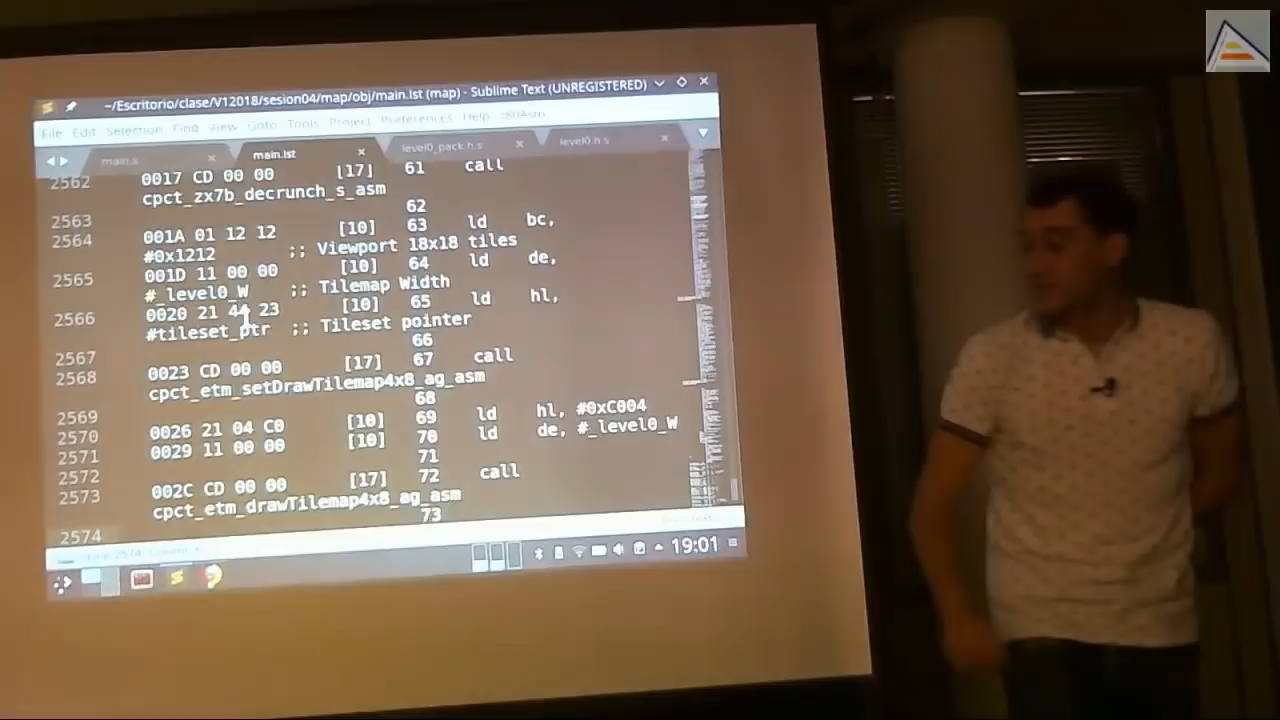 ~/Escritorio/clase/V12018/sesion04/map/obj/main.lst (map) - Sublime Text (UNREGISTERED)
File Edit Selection Find View Goto Tools Project Preferences Help z80Asm
main.s main.lst level0_pack.h.s level0.h.s
2562 0017 CD 00 00 [17] 61 call
cpct_zx7b_decrunch_s_asm
2563 62
2564 001A 01 12 12 [10] 63 ld bc,
#0x1212 ;; Viewport 18x18 tiles
2565 001D 11 00 00 [10] 64 ld de,
#_level0_W ;; Tilemap Width
2566 0020 21 44 23 [10] 65 ld hl,
#tileset_ptr ;; Tileset pointer
2567 66
2568 0023 CD 00 00 [17] 67 call
cpct_etm_setDrawTilemap4x8_ag_asm
2569 68
2570 0026 21 04 C0 [10] 69 ld hl, #0xC004
2571 0029 11 00 00 [10] 70 ld de, #_level0_W
2572 71
2573 002C CD 00 00 [17] 72 call
cpct_etm_drawTilemap4x8_ag_asm
2574 73
19:01